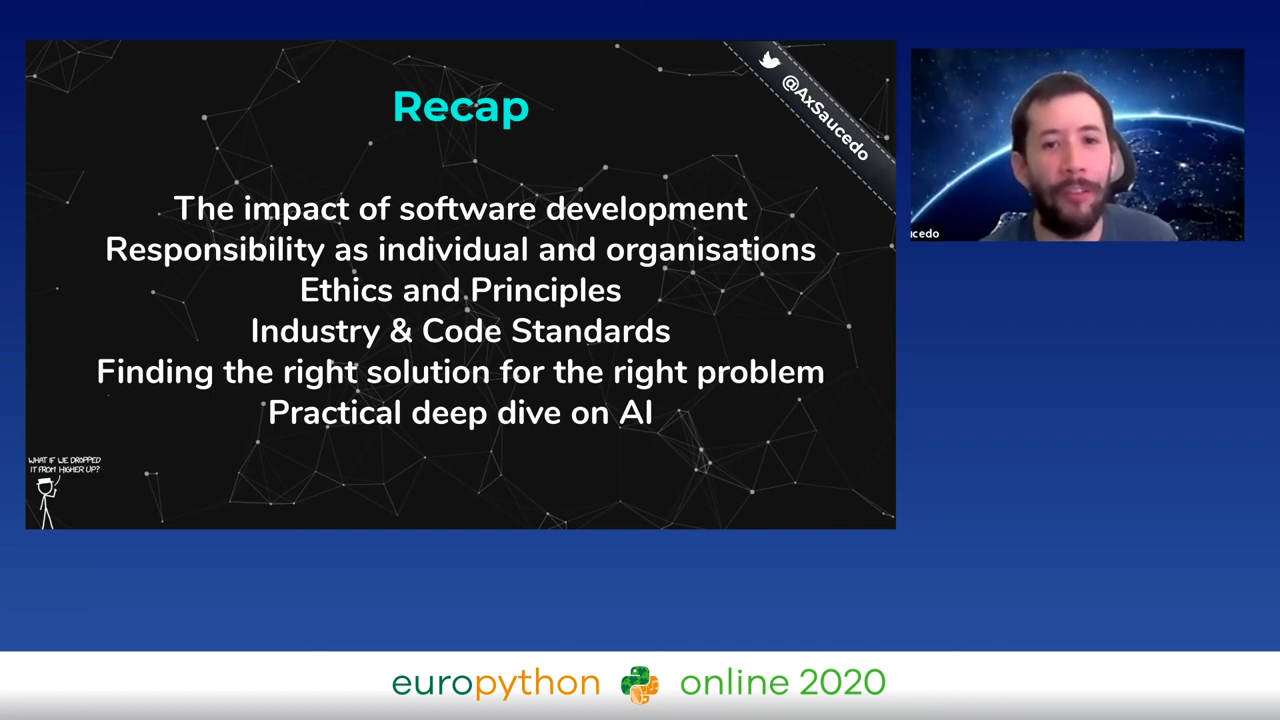 Recap
@AxSaucedo
The impact of software development
Responsibility as individual and organisations
Ethics and Principles
Industry & Code Standards
Finding the right solution for the right problem
Practical deep dive on AI
WHAT IF WE DROPPED
IT FROM HIGHER UP?
ucedo
europython online 2020